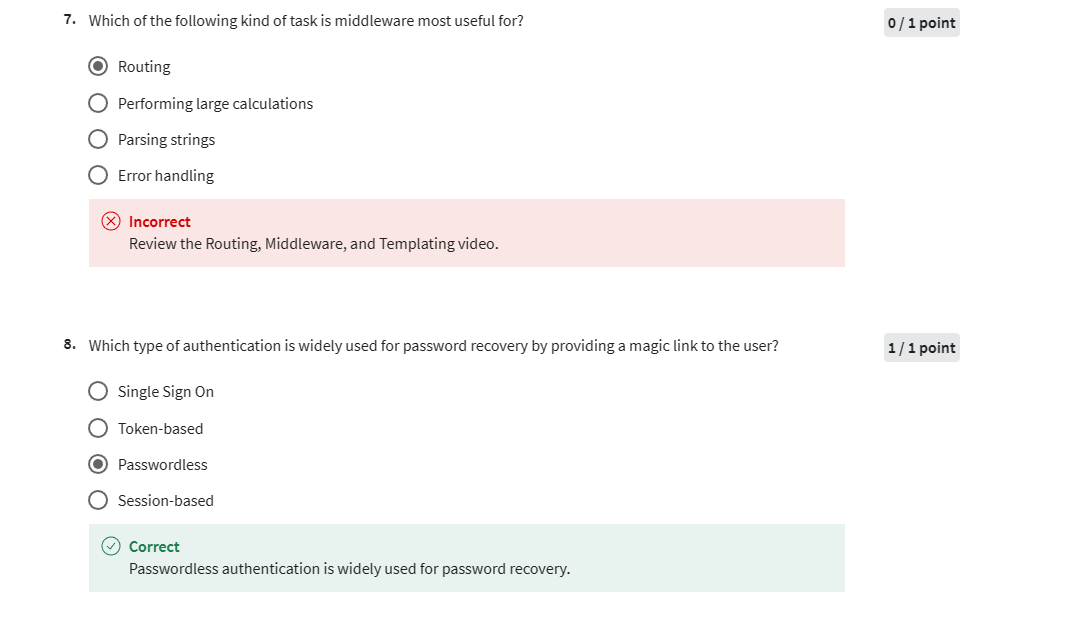 7. Which of the following kind of task is middleware most useful for?
0 / 1 point
Routing
Performing large calculations
Parsing strings
Error handling
Incorrect
Review the Routing, Middleware, and Templating video.
8. Which type of authentication is widely used for password recovery by providing a magic link to the user?
1 / 1 point
Single Sign On
Token-based
Passwordless
Session-based
Correct
Passwordless authentication is widely used for password recovery.